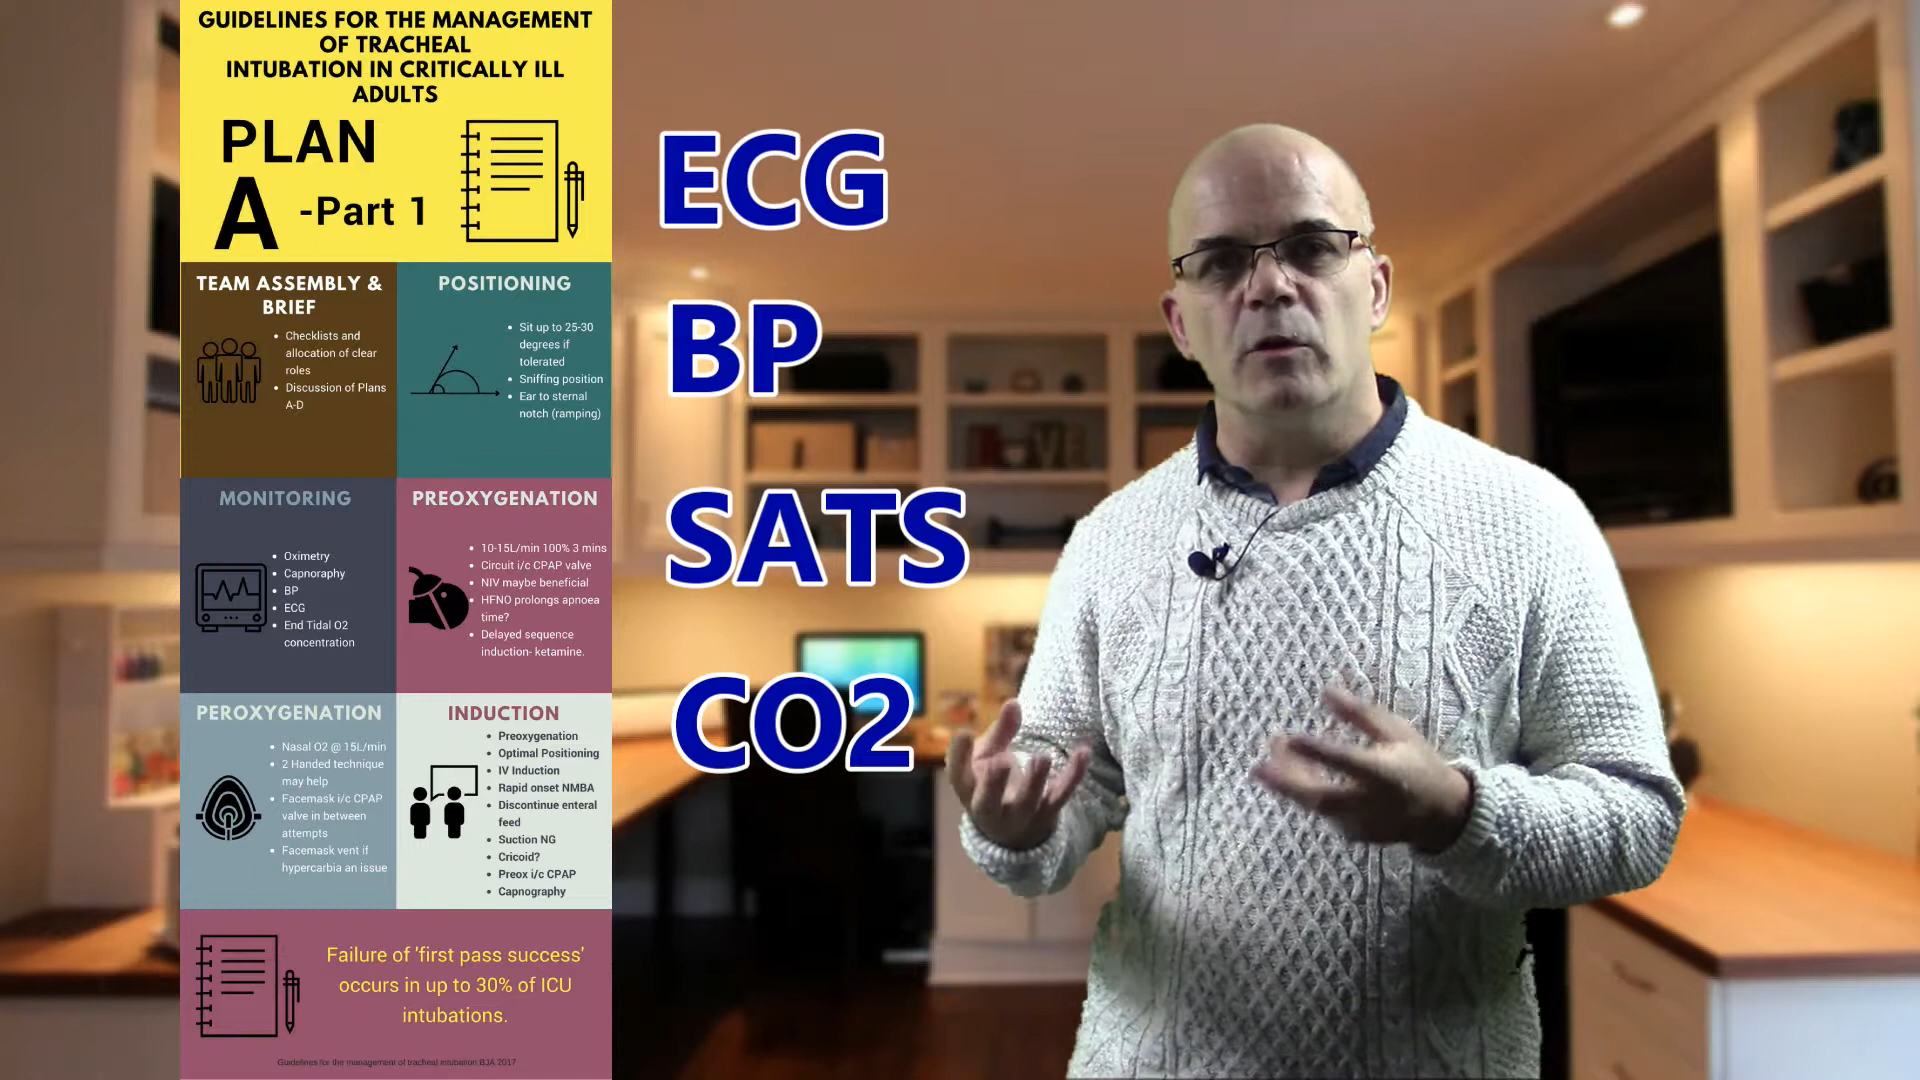 GUIDELINES FOR THE MANAGEMENT
OF TRACHEAL
INTUBATION IN CRITICALLY ILL
ADULTS
PLAN
A -Part 1
TEAM ASSEMBLY &
BRIEF
Checklists and
allocation of clear
roles
Discussion of Plans
A-D
POSITIONING
Sit up to 25-30
degrees if
tolerated
Sniffing position
Ear to sternal
notch (ramping)
MONITORING
Oximetry
Capnoraphy
BP
ECG
End Tidal O2
concentration
PREOXYGENATION
10-15L/min 100% 3 mins
Circuit i/c CPAP valve
NIV maybe beneficial
HFNO prolongs apnoea
time?
Delayed sequence
induction- ketamine.
PEROXYGENATION
Nasal O2 @ 15L/min
2 Handed technique
may help
Facemask i/c CPAP
valve in between
attempts
Facemask vent if
hypercarbia an issue
INDUCTION
Preoxygenation
Optimal Positioning
IV Induction
Rapid onset NMBA
Discontinue enteral
feed
Suction NG
Cricoid?
Preox i/c CPAP
Capnography
Failure of 'first pass success'
occurs in up to 30% of ICU
intubations.
Guidelines for the management of tracheal intubation BJA 2017
ECG
BP
SATS
CO2